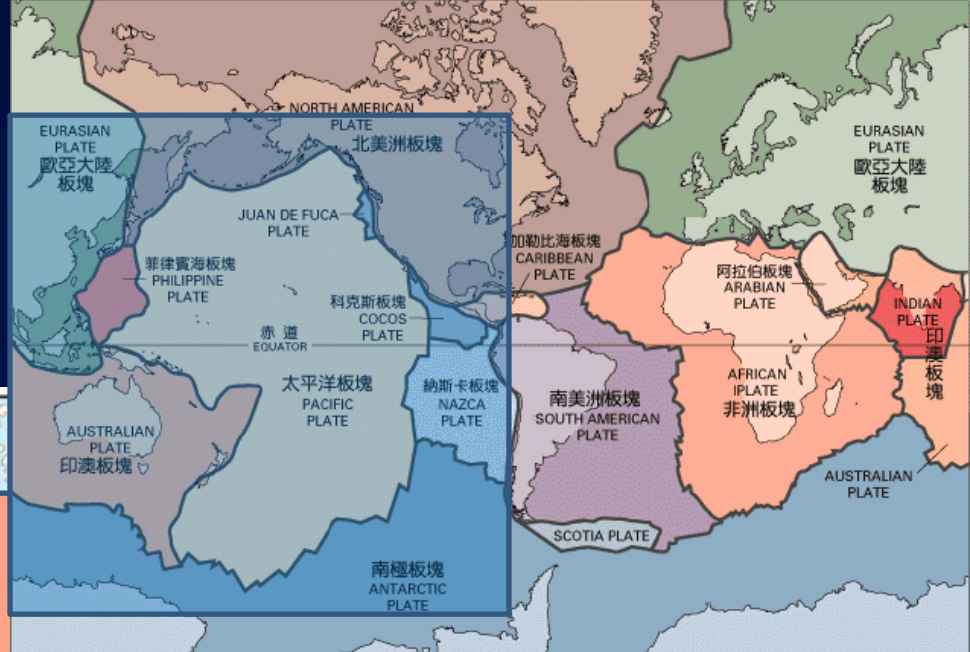 NORTH AMERICAN
PLATE
北美洲板塊
EURASIAN
PLATE
歐亞大陸
板塊
EURASIAN
PLATE
歐亞大陸
板塊
JUAN DE FUCA
PLATE
菲律賓海板塊
PHILIPPINE
PLATE
加勒比海板塊
CARIBBEAN
PLATE
阿拉伯板塊
ARABIAN
PLATE
科克斯板塊
COCOS
PLATE
INDIAN
PLATE
印澳板塊
赤道
EQUATOR
太平洋板塊
PACIFIC
PLATE
納斯卡板塊
NAZCA
PLATE
南美洲板塊
SOUTH AMERICAN
PLATE
AFRICAN
IPLATE
非洲板塊
AUSTRALIAN
PLATE
印澳板塊
AUSTRALIAN
PLATE
SCOTIA PLATE
南極板塊
ANTARCTIC
PLATE